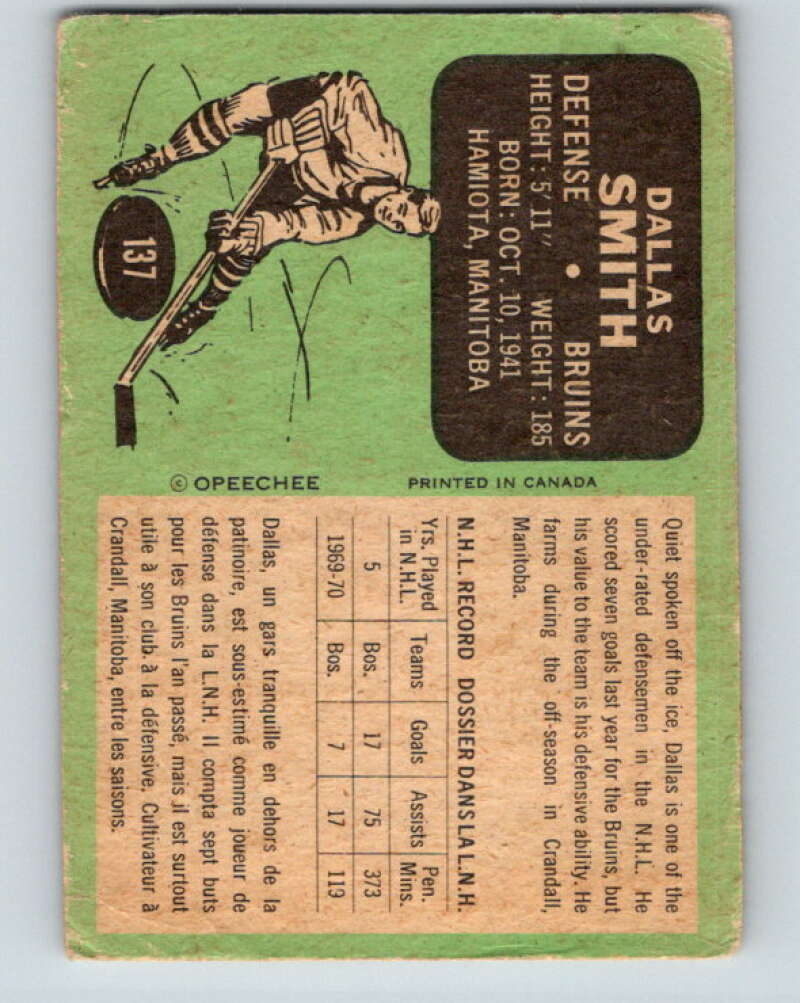 DALLAS
SMITH
DEFENSE • BRUINS
HEIGHT: 5' 11" WEIGHT: 185
BORN: OCT. 10, 1941
HAMIOTA, MANITOBA
137
© OPEECHEE PRINTED IN CANADA
Quiet spoken off the ice, Dallas is one of the
under-rated defensemen in the N.H.L. He
scored seven goals last year for the Bruins, but
his value to the team is his defensive ability. He
farms during the off-season in Crandall,
Manitoba.
N.H.L. RECORD DOSSIER DANS LA L.N.H.
Yrs. Played in N.H.L. Teams Goals Assists Pen. Mins.
5 Bos. 17 75 373
1969-70 Bos. 7 17 119
Dallas, un gars tranquille en dehors de la
patinoire, est sous-estimé comme joueur de
défense dans la L.N.H. Il compta sept buts
pour les Bruins l'an passé, mais il est surtout
utile à son club à la défensive. Cultivateur à
Crandall, Manitoba, entre les saisons.